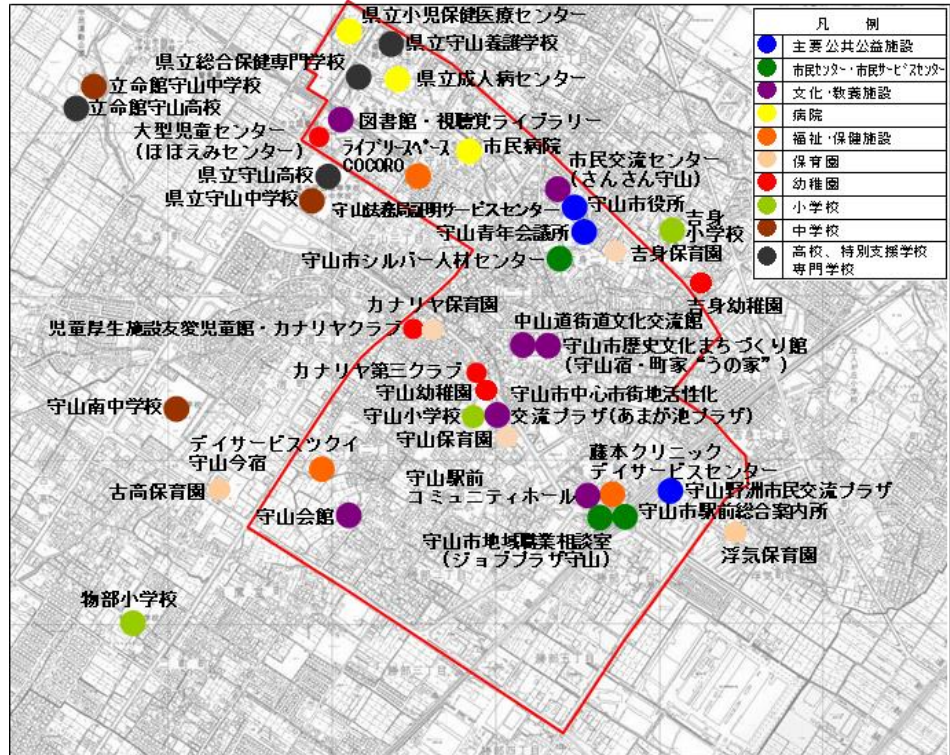 県立小児保健医療センター
県立守山養護学校
県立総合保健専門学校
県立成人病センター
立命館守山中学校
立命館守山高校
図書館・視聴覚ライブラリー
大型児童センター
(ほほえみセンター)
ライブリースペース
COCORO
市民病院
県立守山高校
県立守山中学校
市民交流センター
(さんさん守山)
守山法務局証明サービスセンター
守山市役所
守山青年会議所
吉身
小学校
守山市シルバー人材センター
吉身保育園
吉身幼稚園
カナリヤ保育園
児童厚生施設友愛児童館・カナリヤクラブ
中山道街道文化交流館
守山市歴史文化まちづくり館
(守山宿・町家“うの家”)
カナリヤ第三クラブ
守山幼稚園
守山市中心市街地活性化
守山小学校
交流プラザ(あまが池プラザ)
守山南中学校
守山保育園
デイサービスツクイ
守山今宿
藤本クリニック
デイサービスセンター
守山駅前
コミュニティホール
守山野洲市民交流プラザ
古高保育園
守山会館
守山市駅前総合案内所
守山市地域職業相談室
(ジョブプラザ守山)
浮気保育園
物部小学校
勝部三丁目
凡 例
主要公共公益施設
市民センター・市民サービスセンター
文化・教養施設
病院
福祉・保健施設
保育園
幼稚園
小学校
中学校
高校、特別支援学校
専門学校